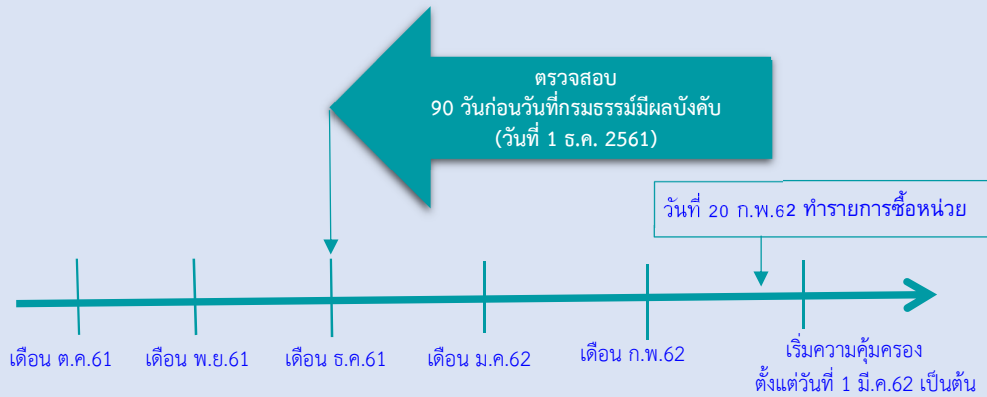 ตรวจสอบ
90 วันก่อนวันที่กรมธรรม์มีผลบังคับ
(วันที่ 1 ธ.ค. 2561)
วันที่ 20 ก.พ.62 ทำรายการซื้อหน่วย
เดือน ต.ค.61
เดือน พ.ย.61
เดือน ธ.ค.61
เดือน ม.ค.62
เดือน ก.พ.62
เริ่มความคุ้มครอง
ตั้งแต่วันที่ 1 มี.ค.62 เป็นต้น